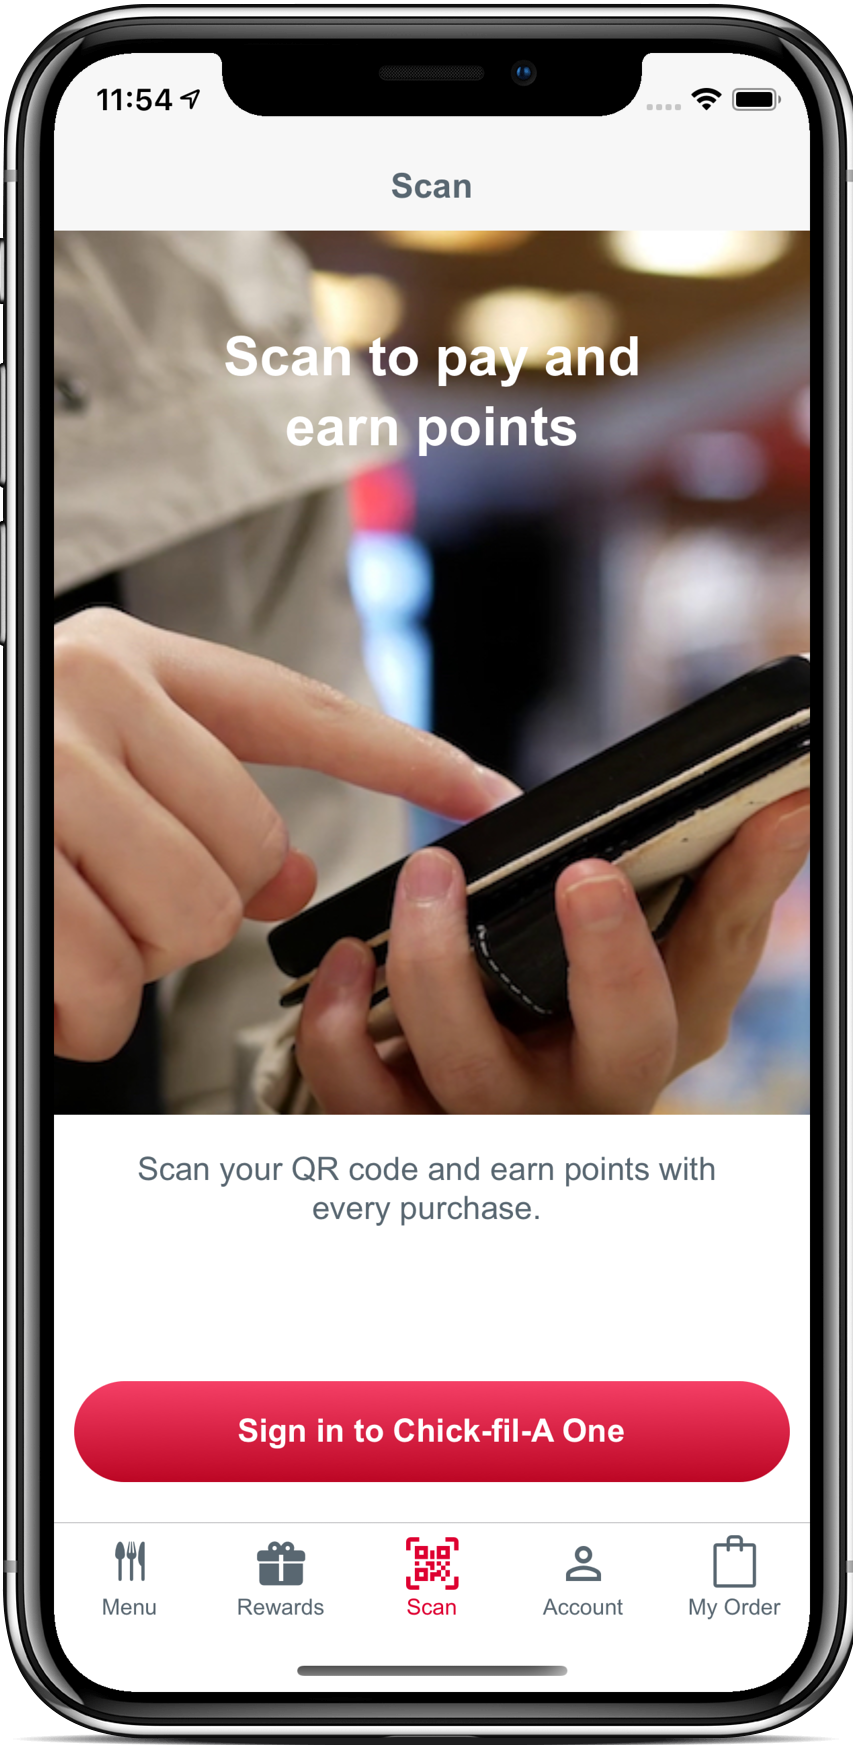 11:54
Scan
Scan to pay and
earn points
Scan your QR code and earn points with
every purchase.
Sign in to Chick-fil-A One
Menu
Rewards
Scan
Account
My Order